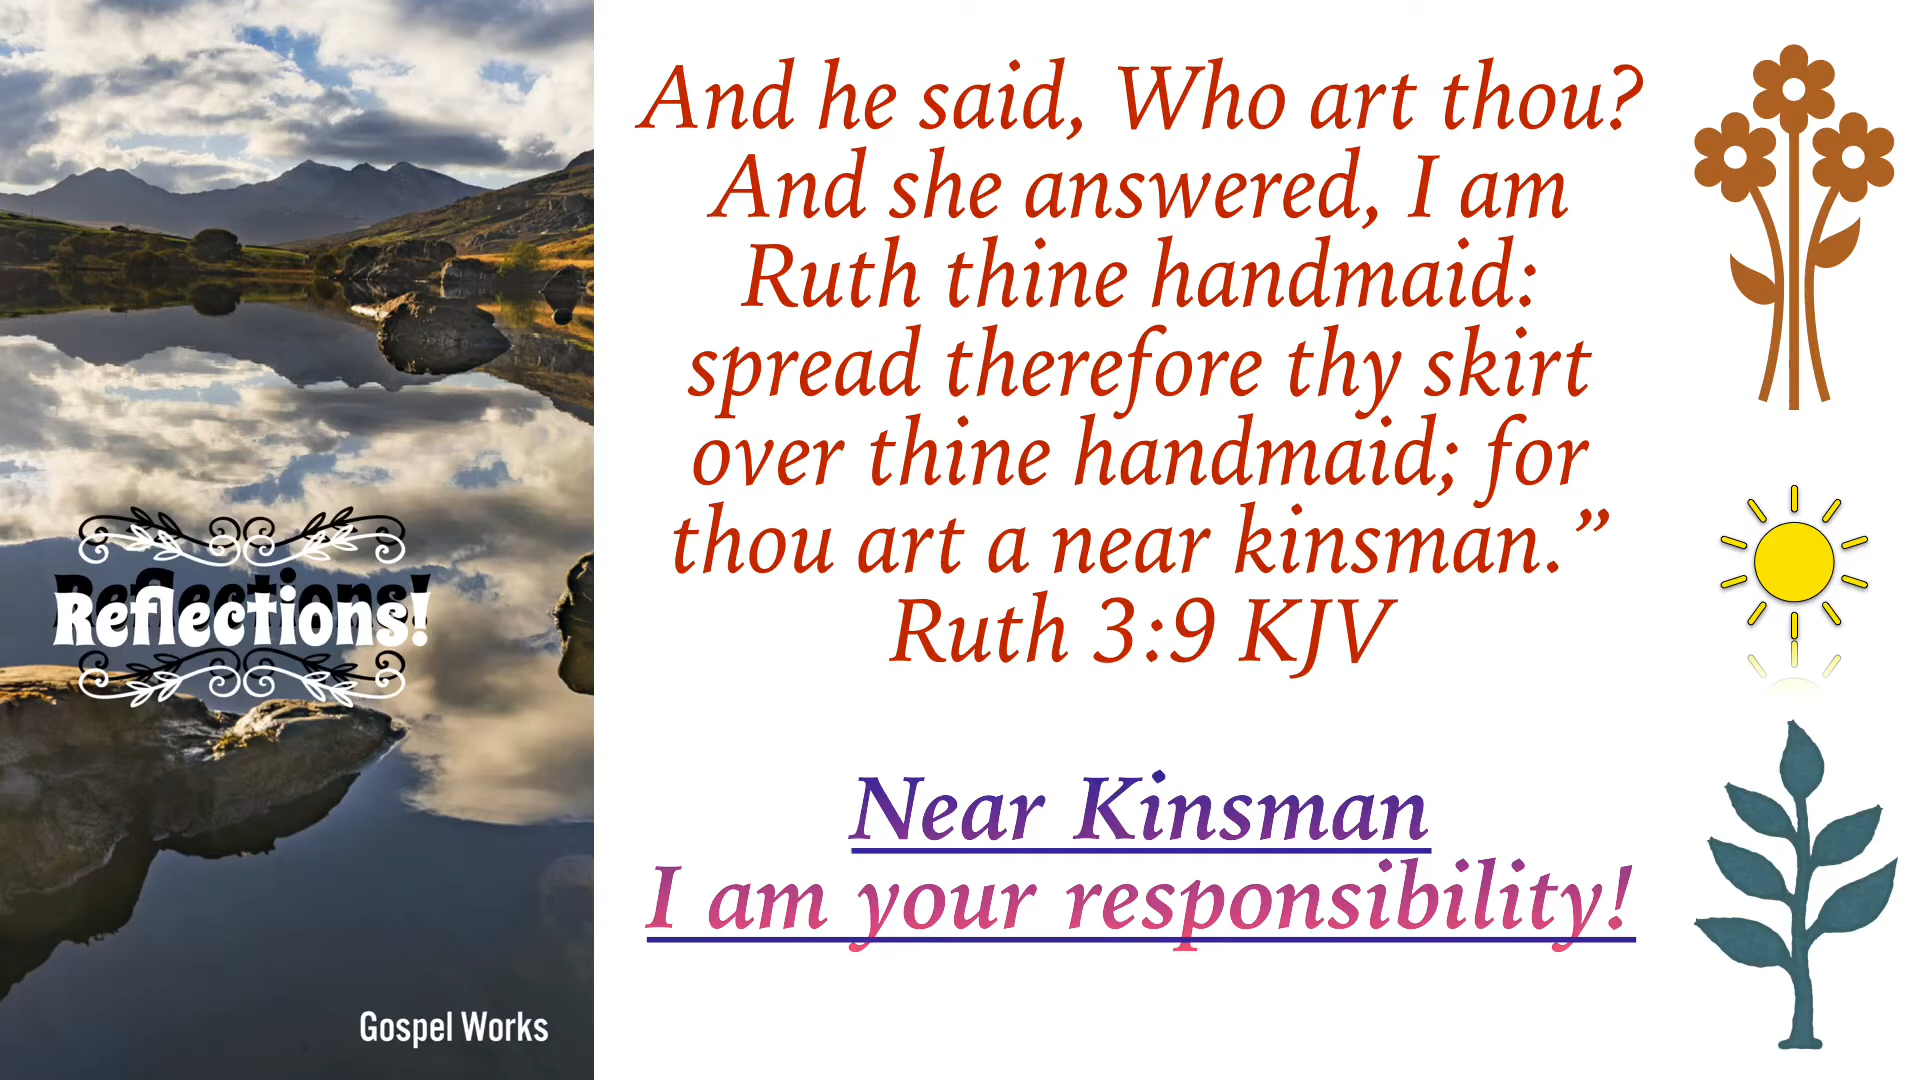 Reflections!
Gospel Works
And he said, Who art thou?
And she answered, I am
Ruth thine handmaid:
spread therefore thy skirt
over thine handmaid; for
thou art a near kinsman.”
Ruth 3:9 KJV
Near Kinsman
I am your responsibility!